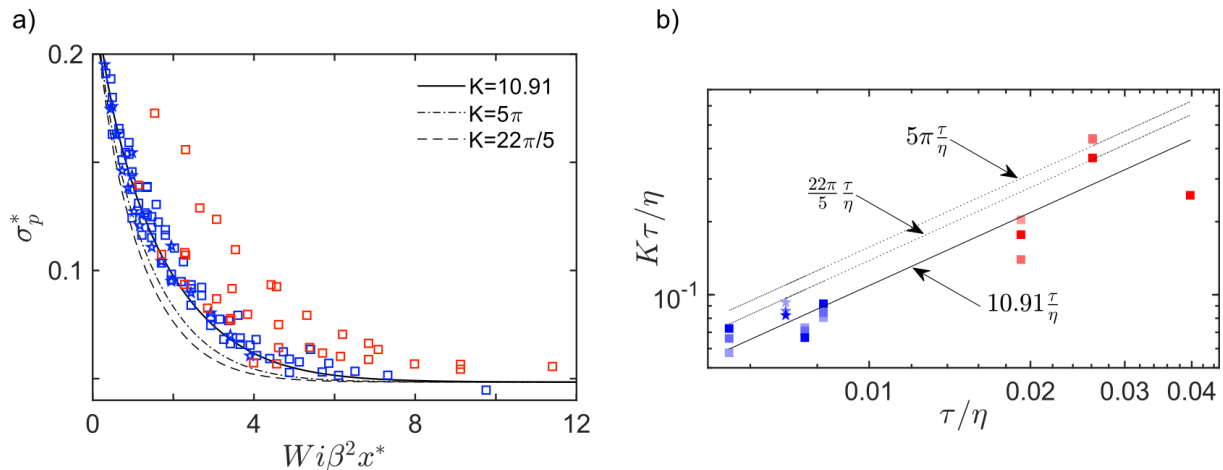 a)
0.2
0.1
σ*p
0
4
8
12
Wiβ²x*
K=10.91
K=5π
K=22π/5
b)
5π τ/η
22π/5 τ/η
10.91 τ/η
Kτ/η
10⁻¹
0.01
0.02
0.03
0.04
τ/η